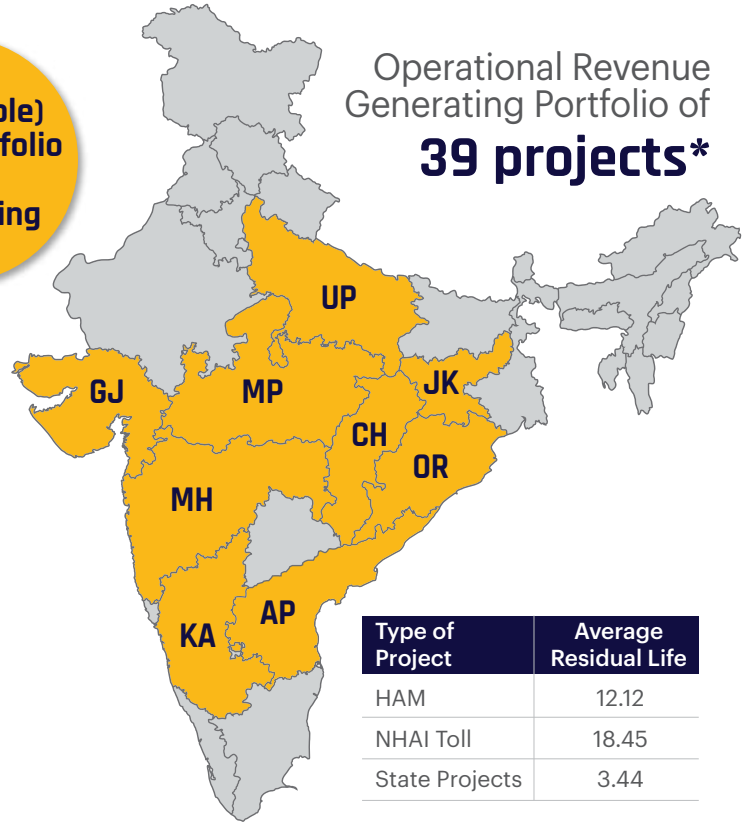 folio
ing
Operational Revenue
Generating Portfolio of
39 projects*
UP
GJ
MP
JK
CH
OR
MH
AP
KA
Type of Project
Average Residual Life
HAM 12.12
NHAI Toll 18.45
State Projects 3.44